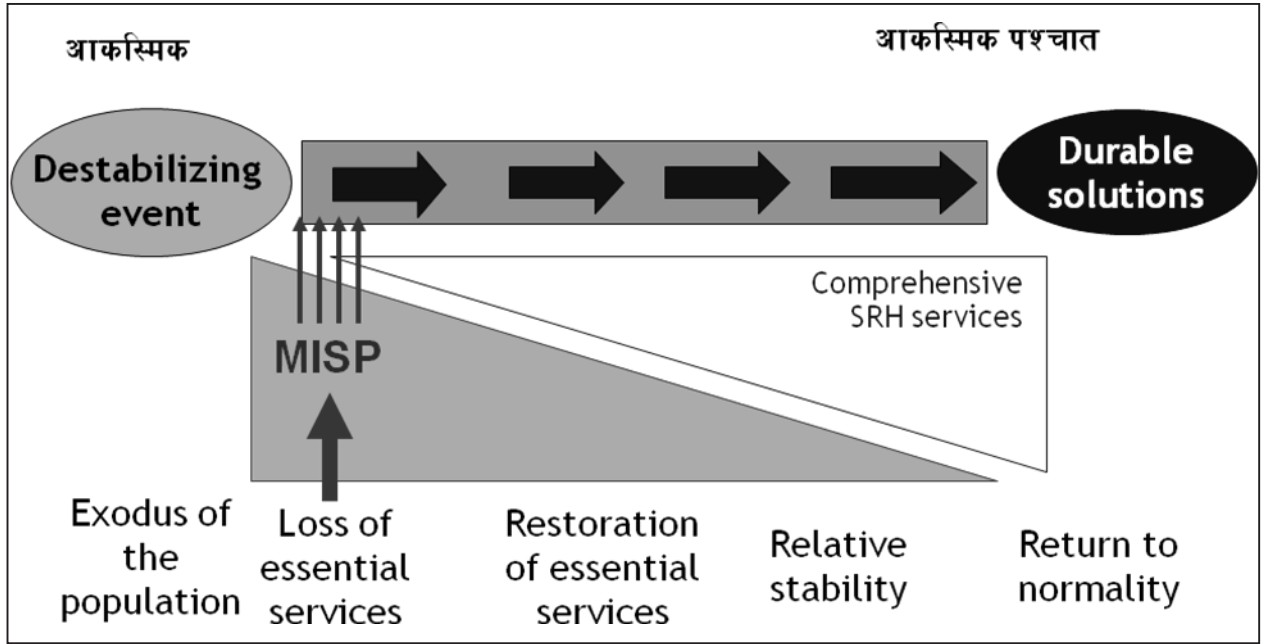 आकस्मिक
आकस्मिक पश्चात
Destabilizing
event
Durable
solutions
Comprehensive
SRH services
MISP
Exodus of
the
population
Loss of
essential
services
Restoration
of essential
services
Relative
stability
Return to
normality